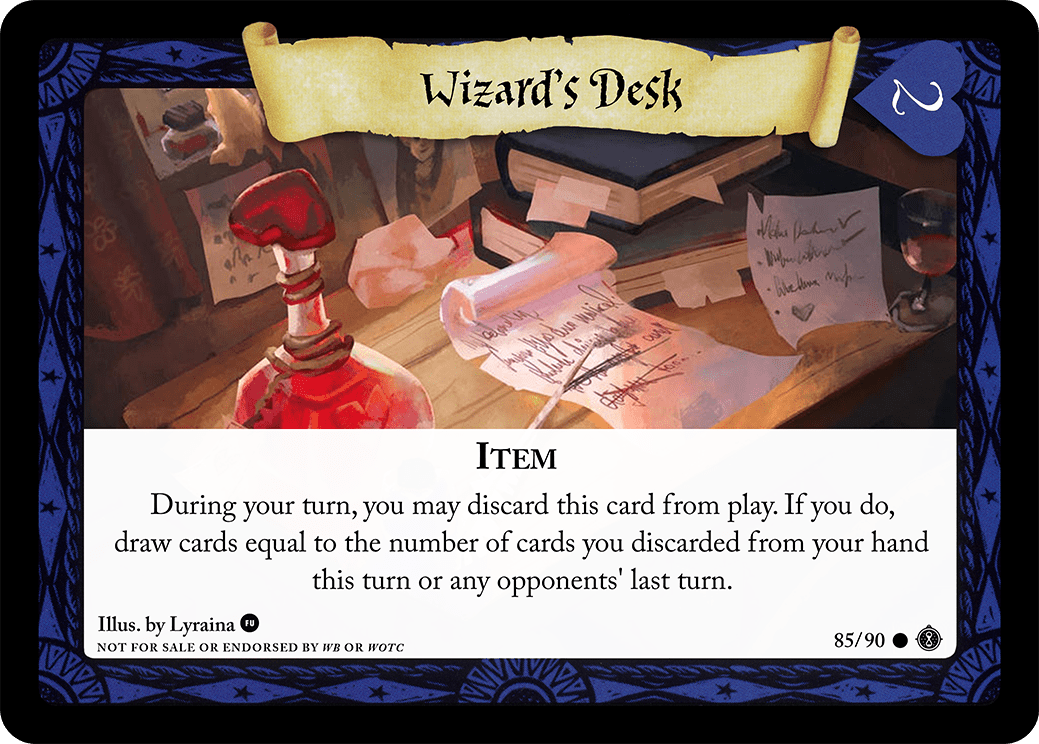 Wizard's Desk
2
ITEM
During your turn, you may discard this card from play. If you do,
draw cards equal to the number of cards you discarded from your hand
this turn or any opponents' last turn.
Illus. by Lyraina FU
NOT FOR SALE OR ENDORSED BY WB OR WOTC
85/90